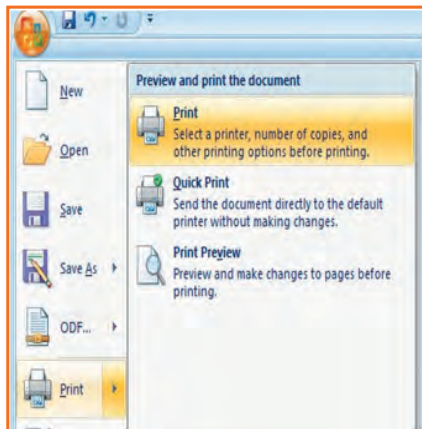 Preview and print the document
New
Print
Select a printer, number of copies, and
other printing options before printing.
Open
Quick Print
Send the document directly to the default
printer without making changes.
Save
Print Preview
Preview and make changes to pages before
printing.
Save As
ODF...
Print